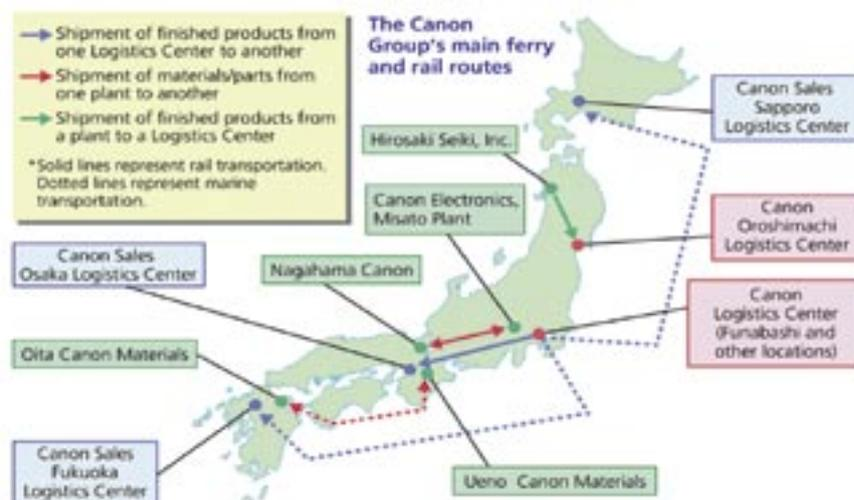 Shipment of finished products from
one Logistics Center to another
Shipment of materials/parts from
one plant to another
Shipment of finished products from
a plant to a Logistics Center
*Solid lines represent rail transportation.
Dotted lines represent marine
transportation.
The Canon
Group's main ferry
and rail routes
Canon Sales
Sapporo
Logistics Center
Hirosaki Seiki, Inc.
Canon Electronics,
Misato Plant
Canon
Oroshimachi
Logistics Center
Canon Sales
Osaka Logistics Center
Nagahama Canon
Canon
Logistics Center
(Funabashi and
other locations)
Oita Canon Materials
Canon Sales
Fukuoka
Logistics Center
Ueno Canon Materials